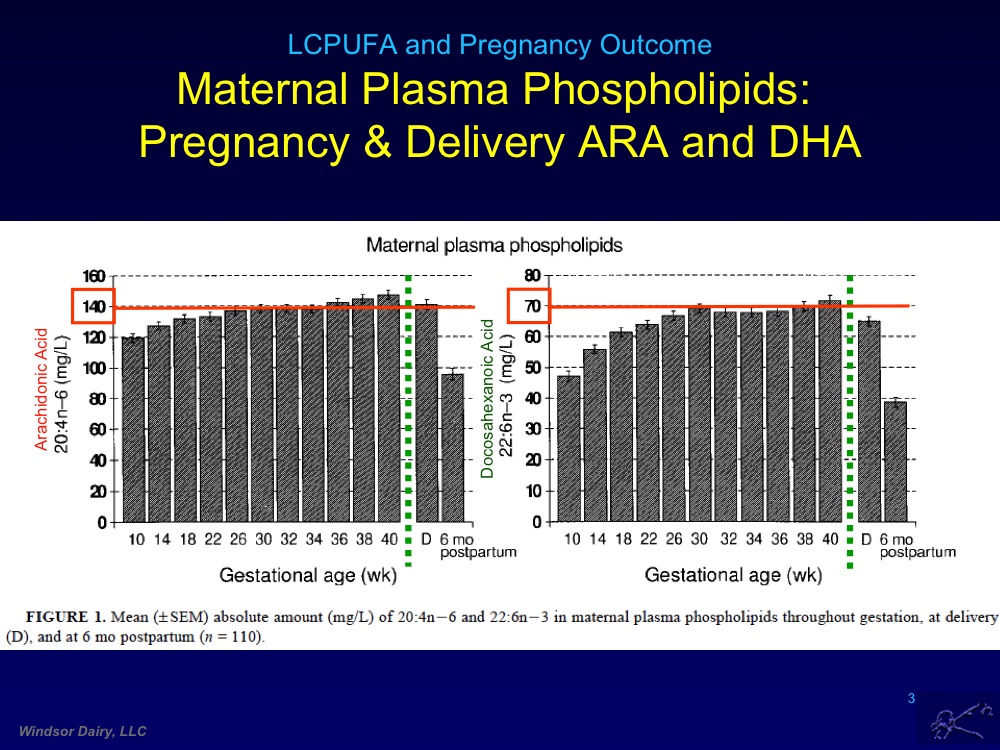 LCPUFA and Pregnancy Outcome
Maternal Plasma Phospholipids:
Pregnancy & Delivery ARA and DHA
Maternal plasma phospholipids
Arachidonic Acid
20:4n–6 (mg/L)
160
140
120
100
80
60
40
20
0
10 14 18 22 26 30 32 34 36 38 40 D 6 mo
postpartum
Gestational age (wk)
Docosahexanoic Acid
22:6n–3 (mg/L)
80
70
60
50
40
30
20
10
0
10 14 18 22 26 30 32 34 36 38 40 D 6 mo
postpartum
Gestational age (wk)
FIGURE 1. Mean (±SEM) absolute amount (mg/L) of 20:4n−6 and 22:6n−3 in maternal plasma phospholipids throughout gestation, at delivery
(D), and at 6 mo postpartum (n = 110).
3
Windsor Dairy, LLC